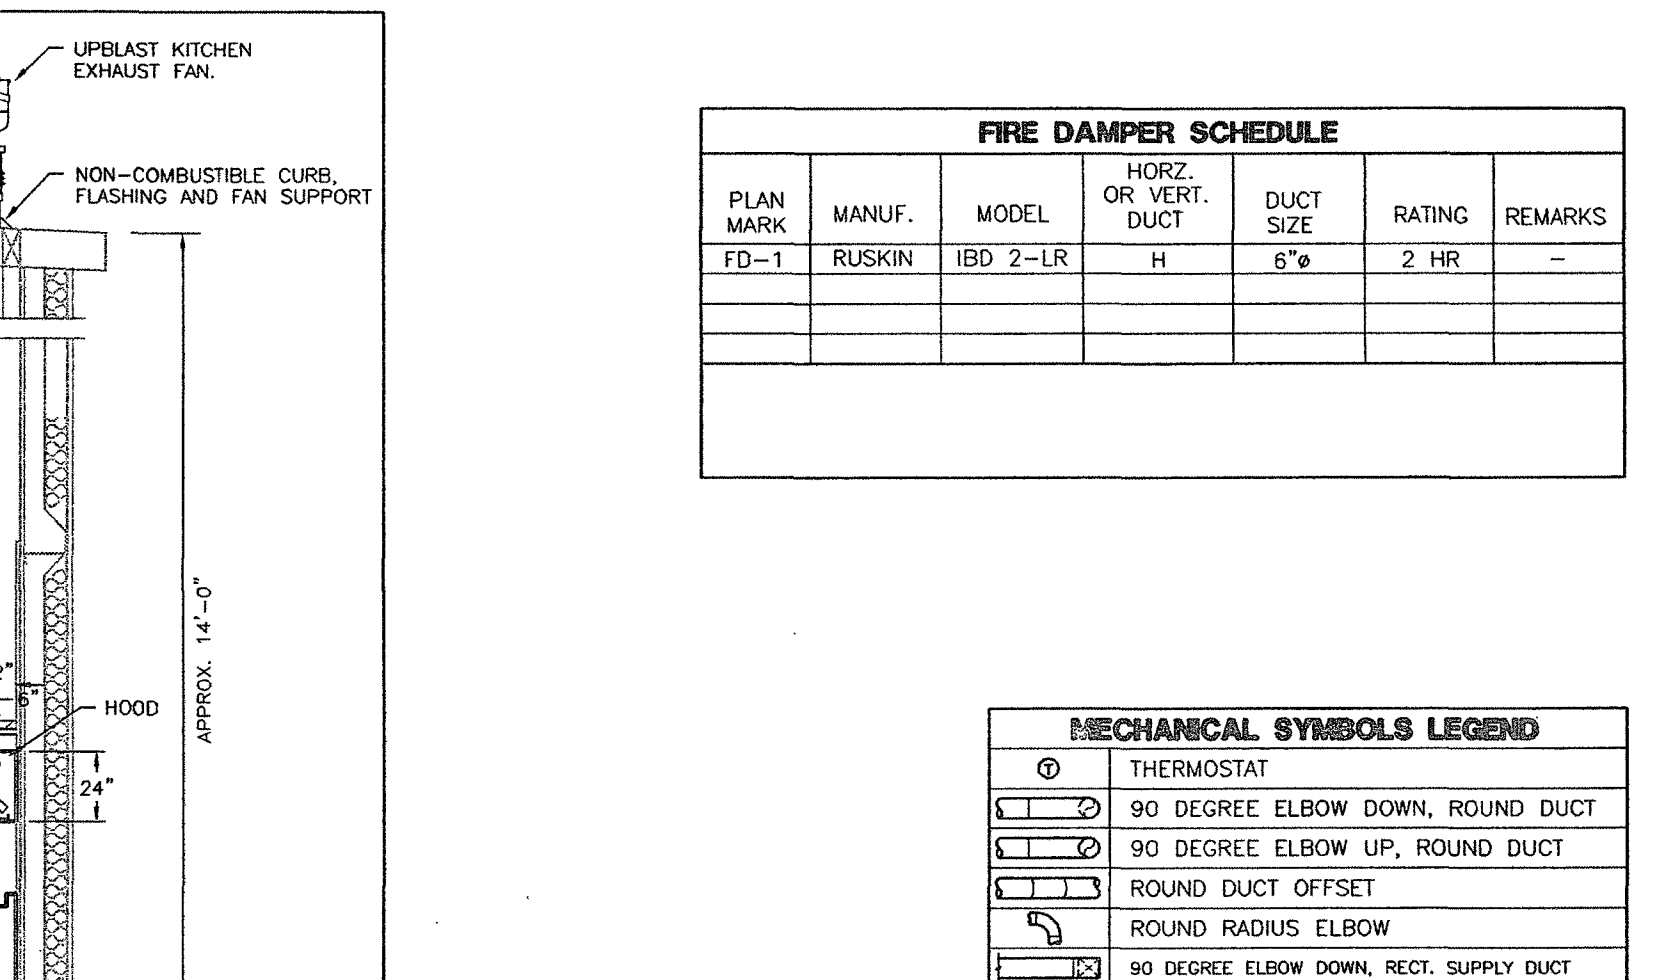 UPBLAST KITCHEN
EXHAUST FAN.
NON-COMBUSTIBLE CURB,
FLASHING AND FAN SUPPORT
APPROX. 14'-0"
6"
HOOD
24"
FIRE DAMPER SCHEDULE
PLAN MARK MANUF. MODEL HORZ. OR VERT. DUCT DUCT SIZE RATING REMARKS
FD-1 RUSKIN IBD 2-LR H 6"ø 2 HR -
MECHANICAL SYMBOLS LEGEND
T THERMOSTAT
90 DEGREE ELBOW DOWN, ROUND DUCT
90 DEGREE ELBOW UP, ROUND DUCT
ROUND DUCT OFFSET
ROUND RADIUS ELBOW
90 DEGREE ELBOW DOWN, RECT. SUPPLY DUCT